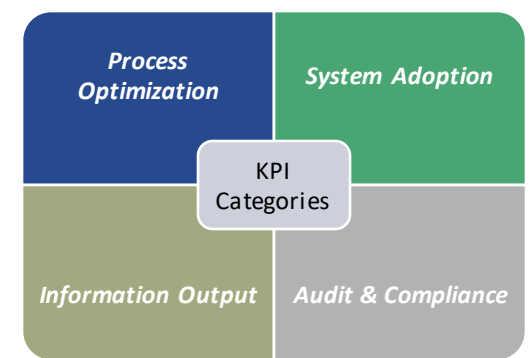 Process
Optimization
System Adoption
KPI
Categories
Information Output
Audit & Compliance